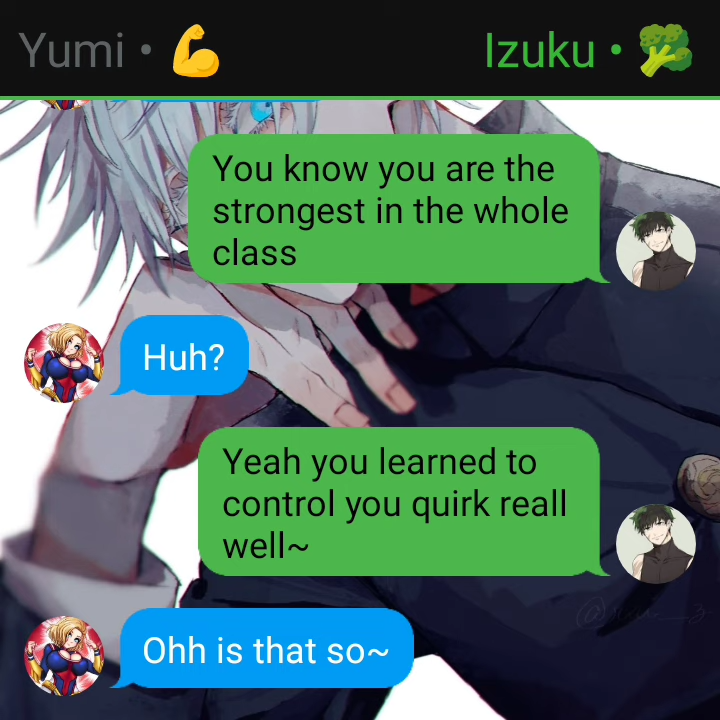 Yumi • 💪
Izuku • 🥦
You know you are the
strongest in the whole
class
Huh?
Yeah you learned to
control you quirk reall
well~
Ohh is that so~